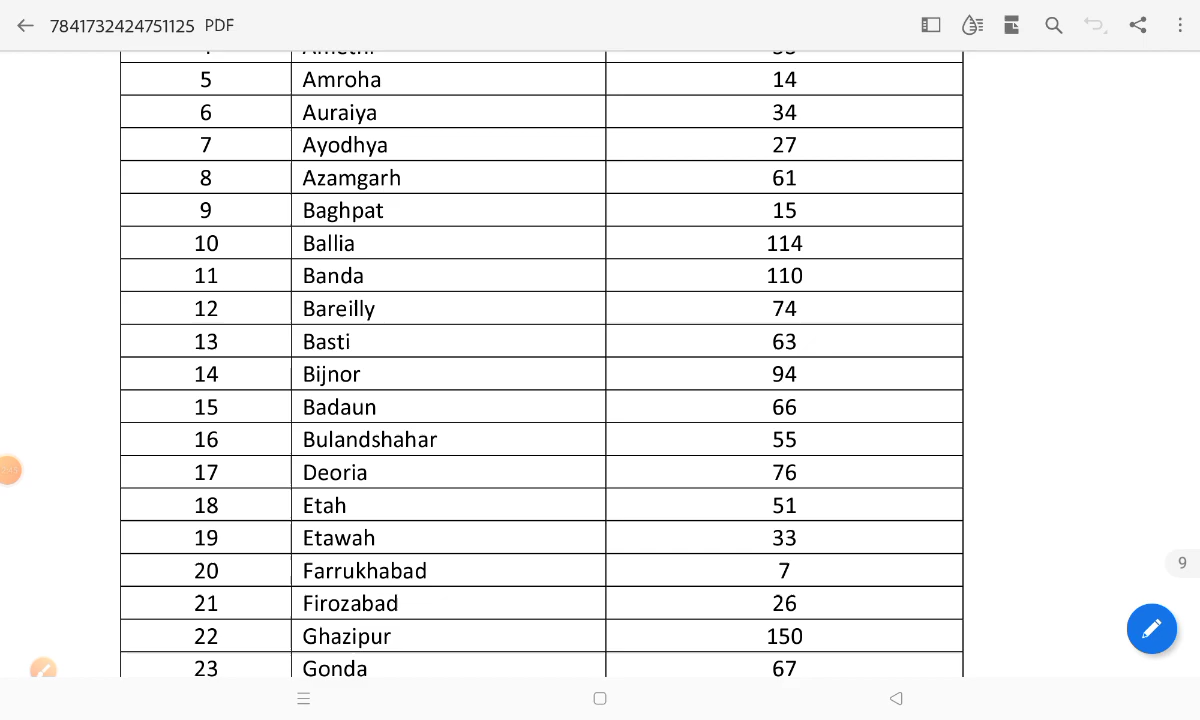 7841732424751125 PDF
5 Amroha 14
6 Auraiya 34
7 Ayodhya 27
8 Azamgarh 61
9 Baghpat 15
10 Ballia 114
11 Banda 110
12 Bareilly 74
13 Basti 63
14 Bijnor 94
15 Badaun 66
16 Bulandshahar 55
17 Deoria 76
18 Etah 51
19 Etawah 33
20 Farrukhabad 7
21 Firozabad 26
22 Ghazipur 150
23 Gonda 67
9